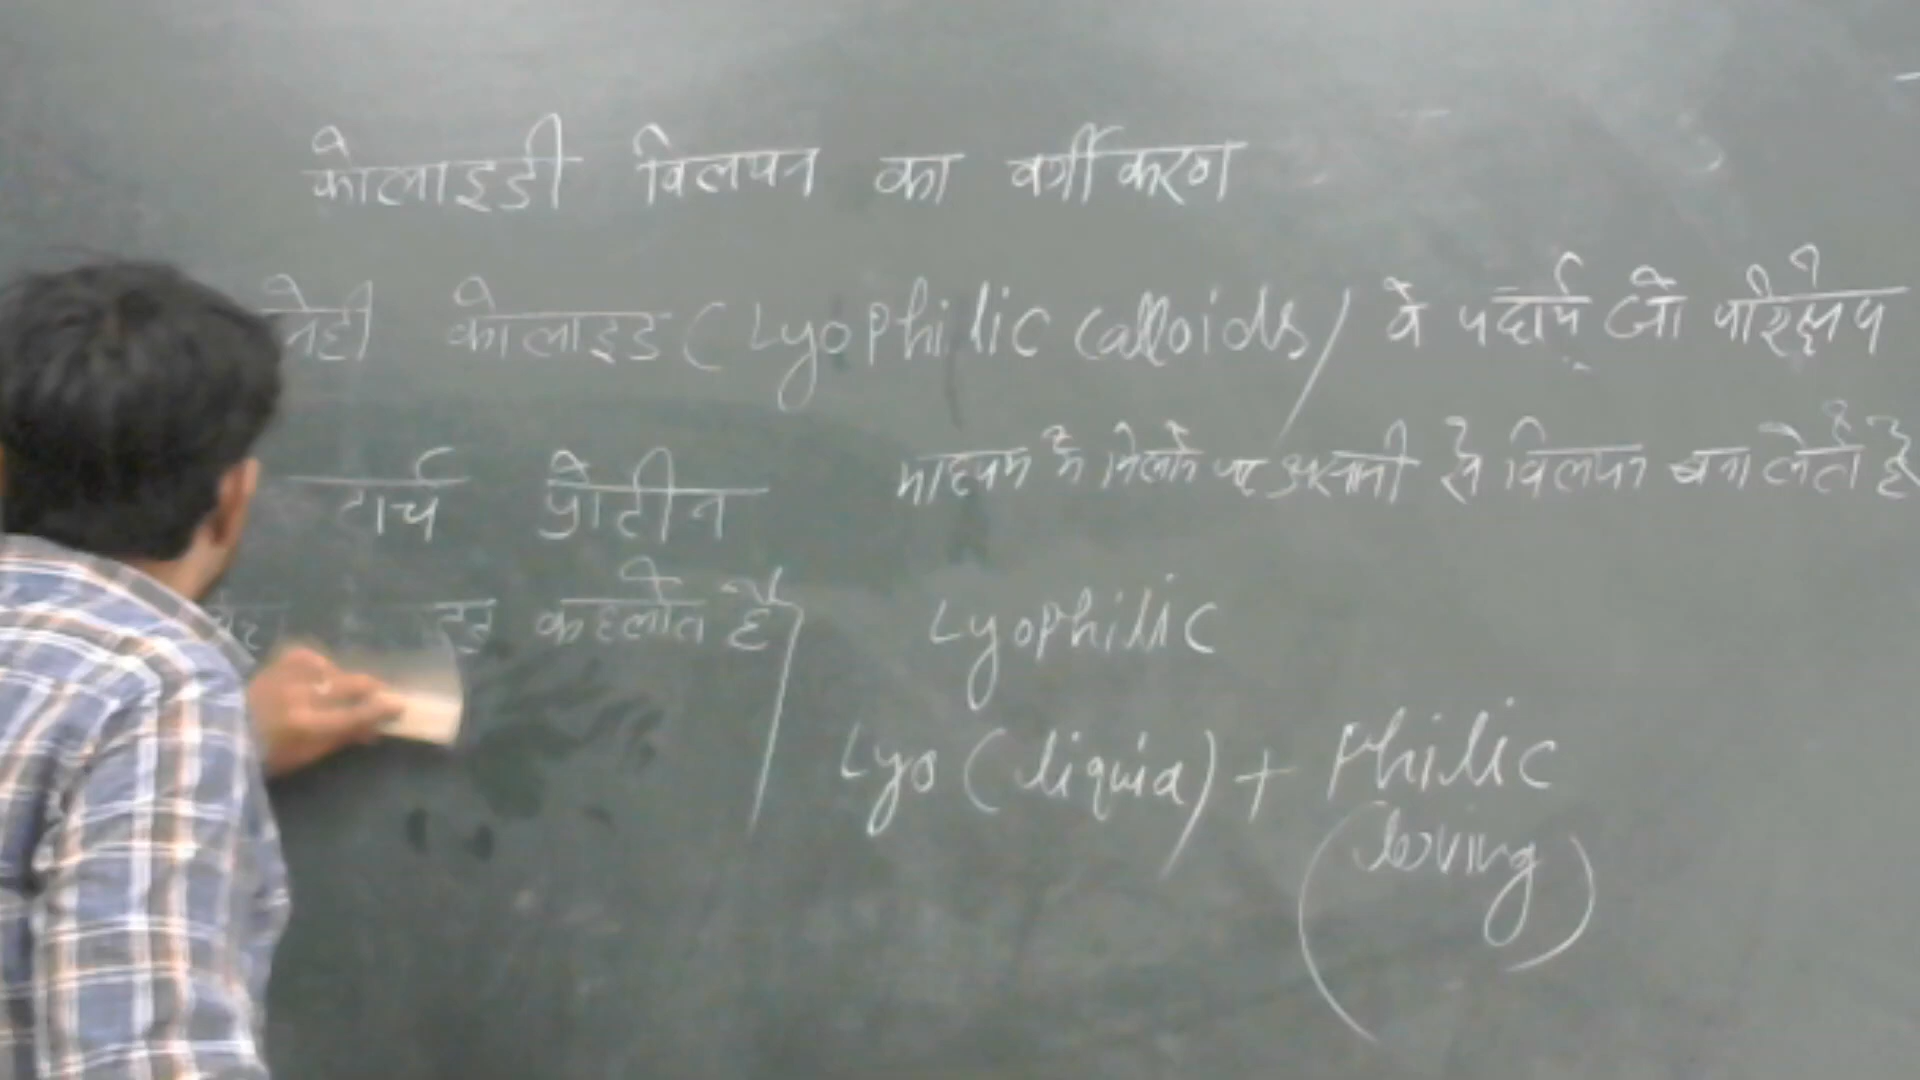 कोलाइडी विलयन का वर्गीकरण
नेही कोलाइड (Lyophilic Calloids) वे पदार्थ जो परिक्षेप
टार्च प्रोटीन माध्यम के मिलाने पर आसानी से विलयन बना लेते हैं
कहलाते हैं
Lyophilic
Lyo (liquid) + Philic
(loving)